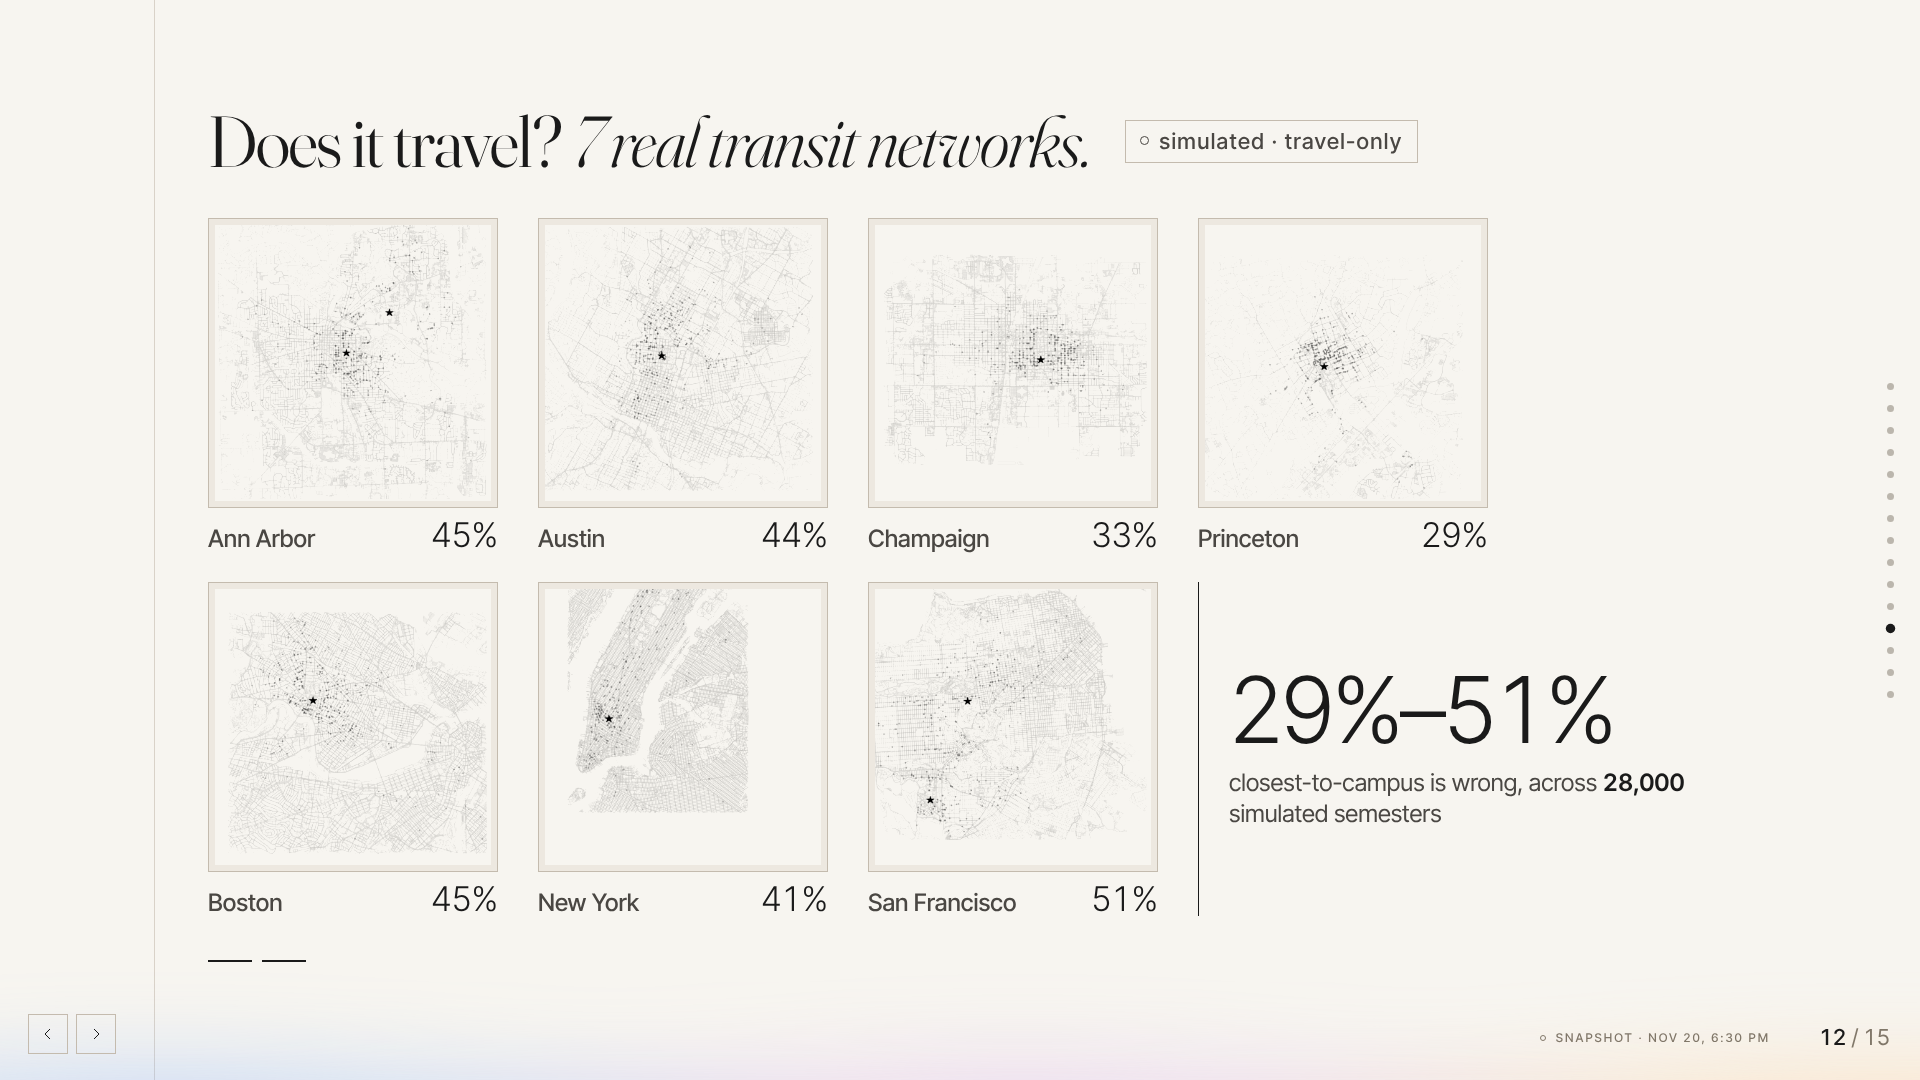 Does it travel? 7 real transit networks.
simulated · travel-only
Ann Arbor 45%
Austin 44%
Champaign 33%
Princeton 29%
Boston 45%
New York 41%
San Francisco 51%
29%–51%
closest-to-campus is wrong, across 28,000
simulated semesters
SNAPSHOT · NOV 20, 6:30 PM
12 / 15